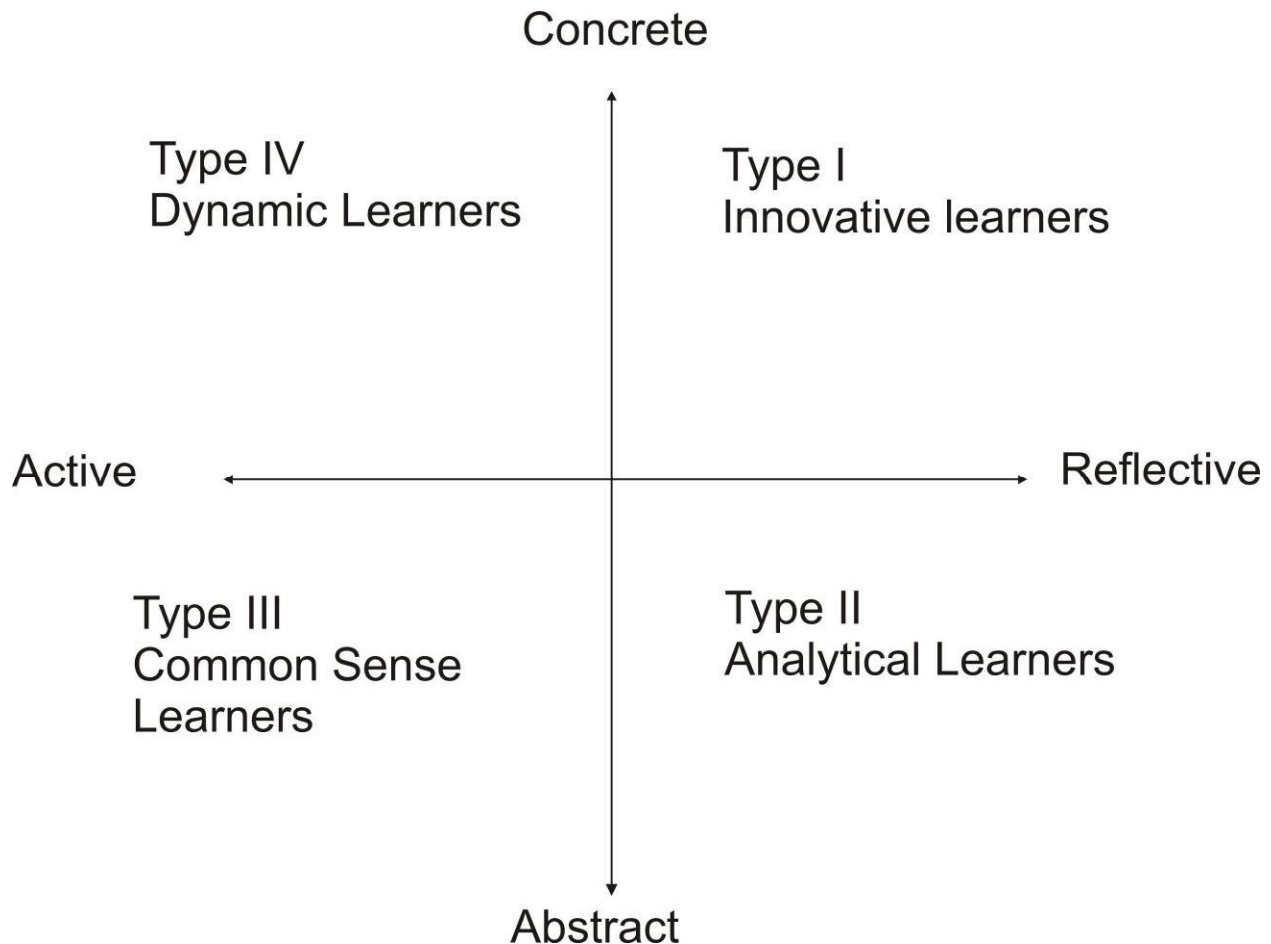 Concrete
Type IV
Dynamic Learners
Type I
Innovative learners
Active
Reflective
Type III
Common Sense
Learners
Type II
Analytical Learners
Abstract